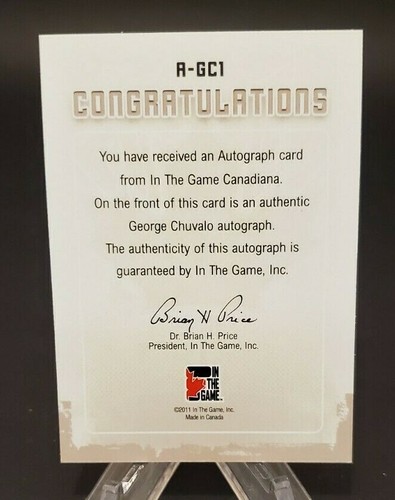 A-GC1
CONGRATULATIONS
You have received an Autograph card
from In The Game Canadiana.
On the front of this card is an authentic
George Chuvalo autograph.
The authenticity of this autograph is
guaranteed by In The Game, Inc.
Brian H Price
Dr. Brian H. Price
President, In The Game, Inc.
IN
THE
GAME
©2011 In The Game, Inc.
Made in Canada